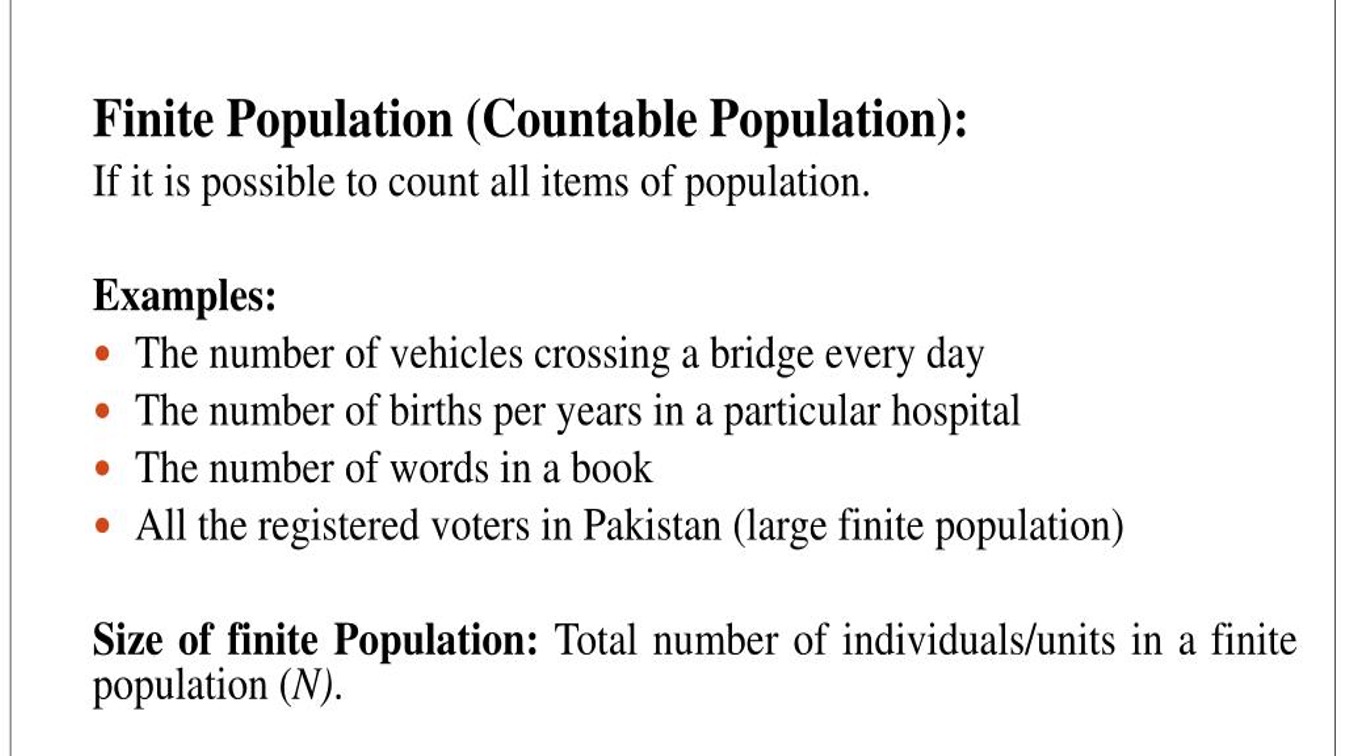 Finite Population (Countable Population):
If it is possible to count all items of population.
Examples:
• The number of vehicles crossing a bridge every day
• The number of births per years in a particular hospital
• The number of words in a book
• All the registered voters in Pakistan (large finite population)
Size of finite Population: Total number of individuals/units in a finite
population (N).